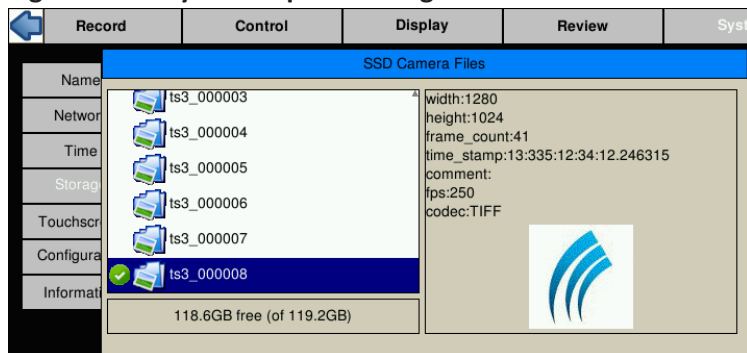 Record Control Display Review Syst
SSD Camera Files
Name
Networ
Time
Storag
Touchscr
Configura
Informati
ts3_000003
ts3_000004
ts3_000005
ts3_000006
ts3_000007
ts3_000008
118.6GB free (of 119.2GB)
width:1280
height:1024
frame_count:41
time_stamp:13:335:12:34:12.246315
comment:
fps:250
codec:TIFF